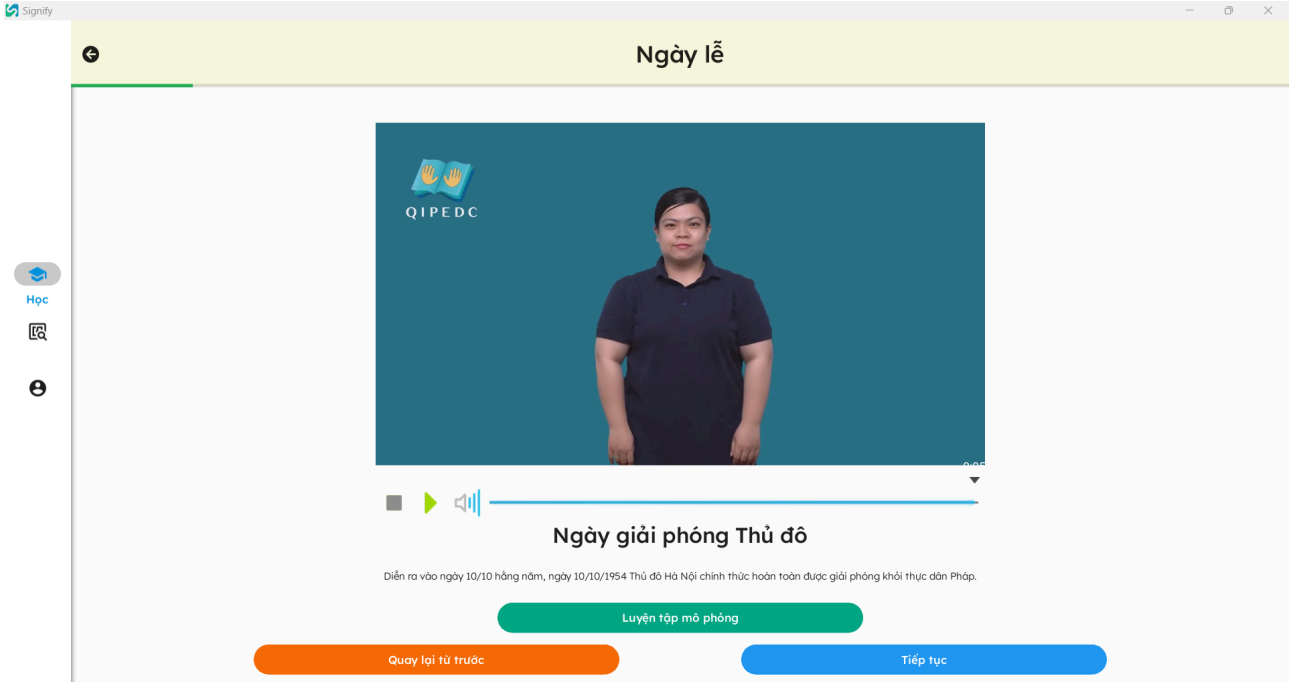 Signify
Ngày lễ
QIPEDC
Học
Ngày giải phóng Thủ đô
Diễn ra vào ngày 10/10 hằng năm, ngày 10/10/1954 Thủ đô Hà Nội chính thức hoàn toàn được giải phóng khỏi thực dân Pháp.
Luyện tập mô phỏng
Quay lại từ trước
Tiếp tục